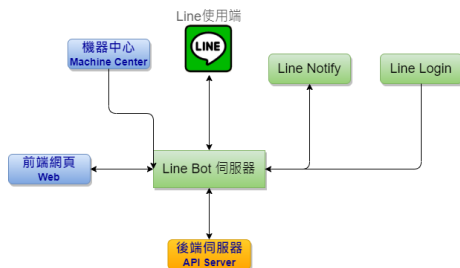 Line使用端
LINE
機器中心
Machine Center
Line Notify
Line Login
前端網頁
Web
Line Bot 伺服器
後端伺服器
API Server